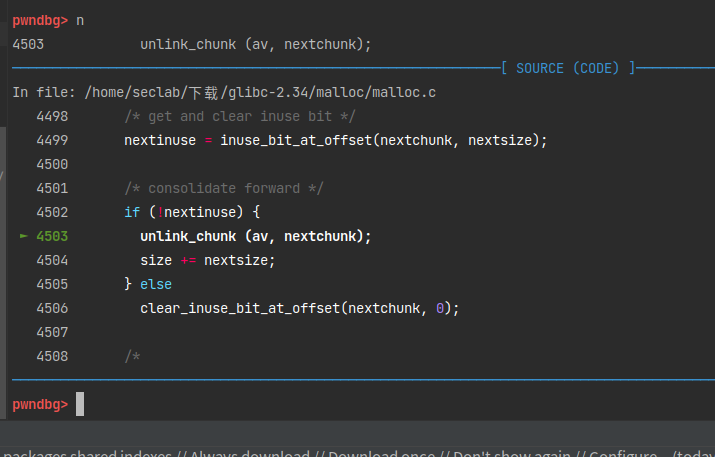 pwndbg> n
4503            unlink_chunk (av, nextchunk);
[ SOURCE (CODE) ]
In file: /home/seclab/下载/glibc-2.34/malloc/malloc.c
   4498       /* get and clear inuse bit */
   4499       nextinuse = inuse_bit_at_offset(nextchunk, nextsize);
   4500
   4501       /* consolidate forward */
   4502       if (!nextinuse) {
 ► 4503         unlink_chunk (av, nextchunk);
   4504         size += nextsize;
   4505       } else
   4506         clear_inuse_bit_at_offset(nextchunk, 0);
   4507
   4508       /*
pwndbg>
packages shared indexes // Always download // Download once // Don't show again // Configure... (today